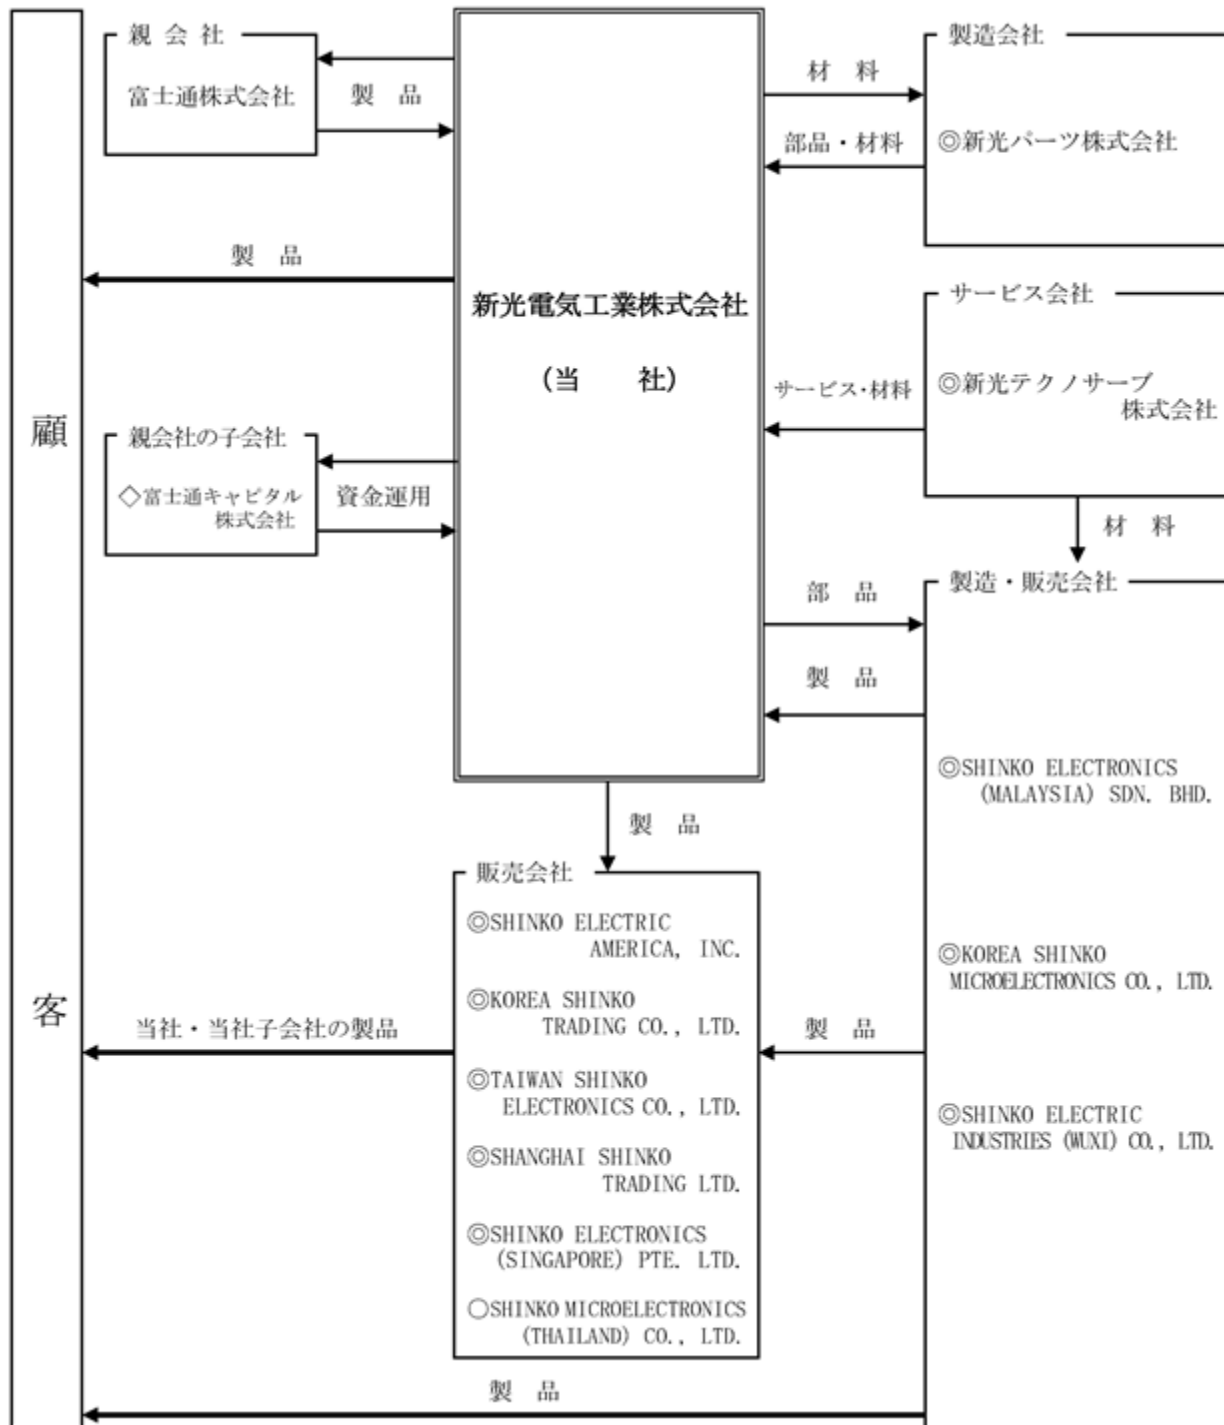 親 会 社
富士通株式会社
製 品
製 品
顧
客
親会社の子会社
◇富士通キャピタル
株式会社
資金運用
新光電気工業株式会社
(当 社)
材 料
部品・材料
製造会社
◎新光パーツ株式会社
サービス会社
◎新光テクノサーブ
株式会社
サービス・材料
材 料
部 品
製 品
製造・販売会社
◎SHINKO ELECTRONICS
(MALAYSIA) SDN. BHD.
◎KOREA SHINKO
MICROELECTRONICS CO., LTD.
◎SHINKO ELECTRIC
INDUSTRIES (WUXI) CO., LTD.
製 品
販売会社
◎SHINKO ELECTRIC
AMERICA, INC.
◎KOREA SHINKO
TRADING CO., LTD.
◎TAIWAN SHINKO
ELECTRONICS CO., LTD.
◎SHANGHAI SHINKO
TRADING LTD.
◎SHINKO ELECTRONICS
(SINGAPORE) PTE. LTD.
○SHINKO MICROELECTRONICS
(THAILAND) CO., LTD.
当社・当社子会社の製品
製 品
製 品